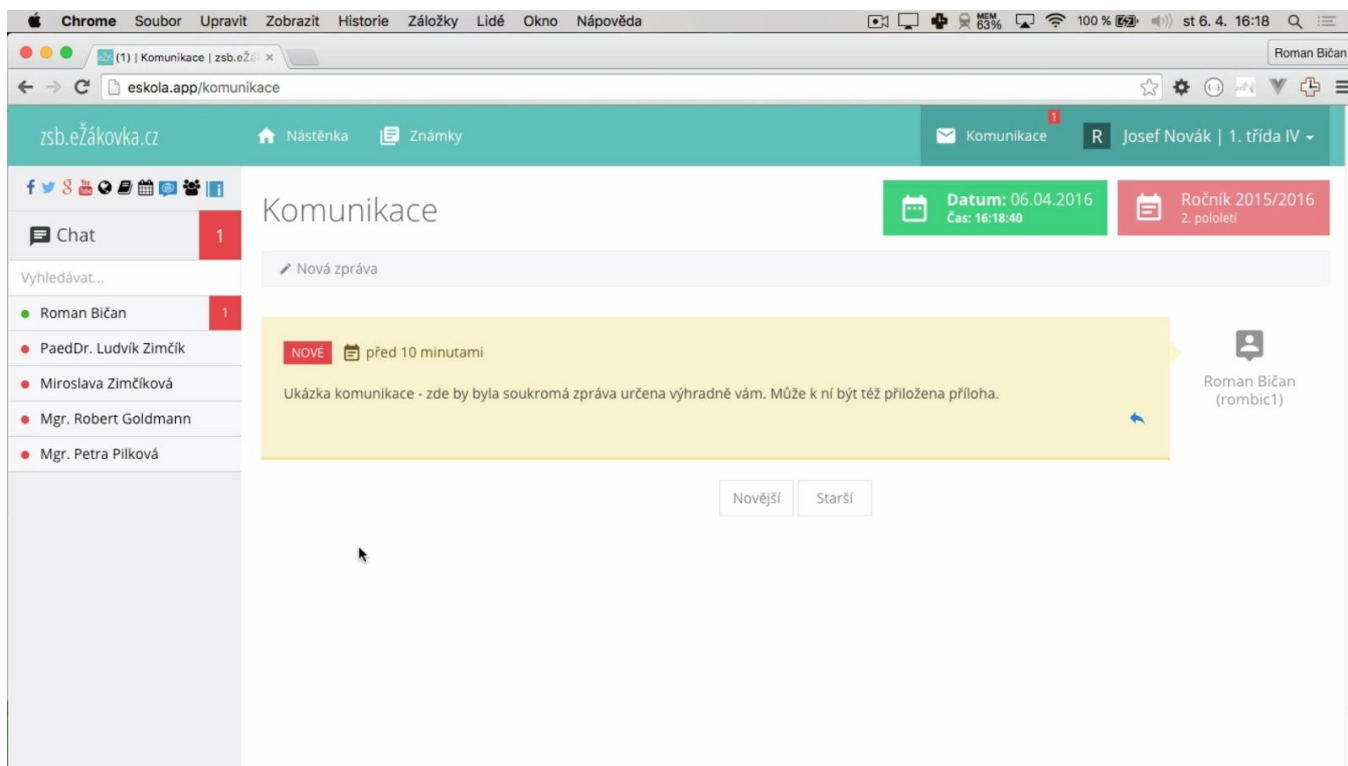 Chrome Soubor Upravit Zobrazit Historie Záložky Lidé Okno Nápověda MEM 63% 100 % st 6. 4. 16:18
(1) | Komunikace | zsb.eŽá
Roman Bičan
eskola.app/komunikace
zsb.eŽákovka.cz Nástěnka Známky Komunikace 1 R Josef Novák | 1. třída IV
Komunikace
Datum: 06.04.2016
Čas: 16:18:40
Ročník 2015/2016
2. pololetí
Chat 1
Vyhledávat...
Roman Bičan 1
PaedDr. Ludvík Zimčík
Miroslava Zimčíková
Mgr. Robert Goldmann
Mgr. Petra Pilková
Nová zpráva
NOVÉ před 10 minutami
Ukázka komunikace - zde by byla soukromá zpráva určena výhradně vám. Může k ní být též přiložena příloha.
Roman Bičan
(rombic1)
Novější Starší